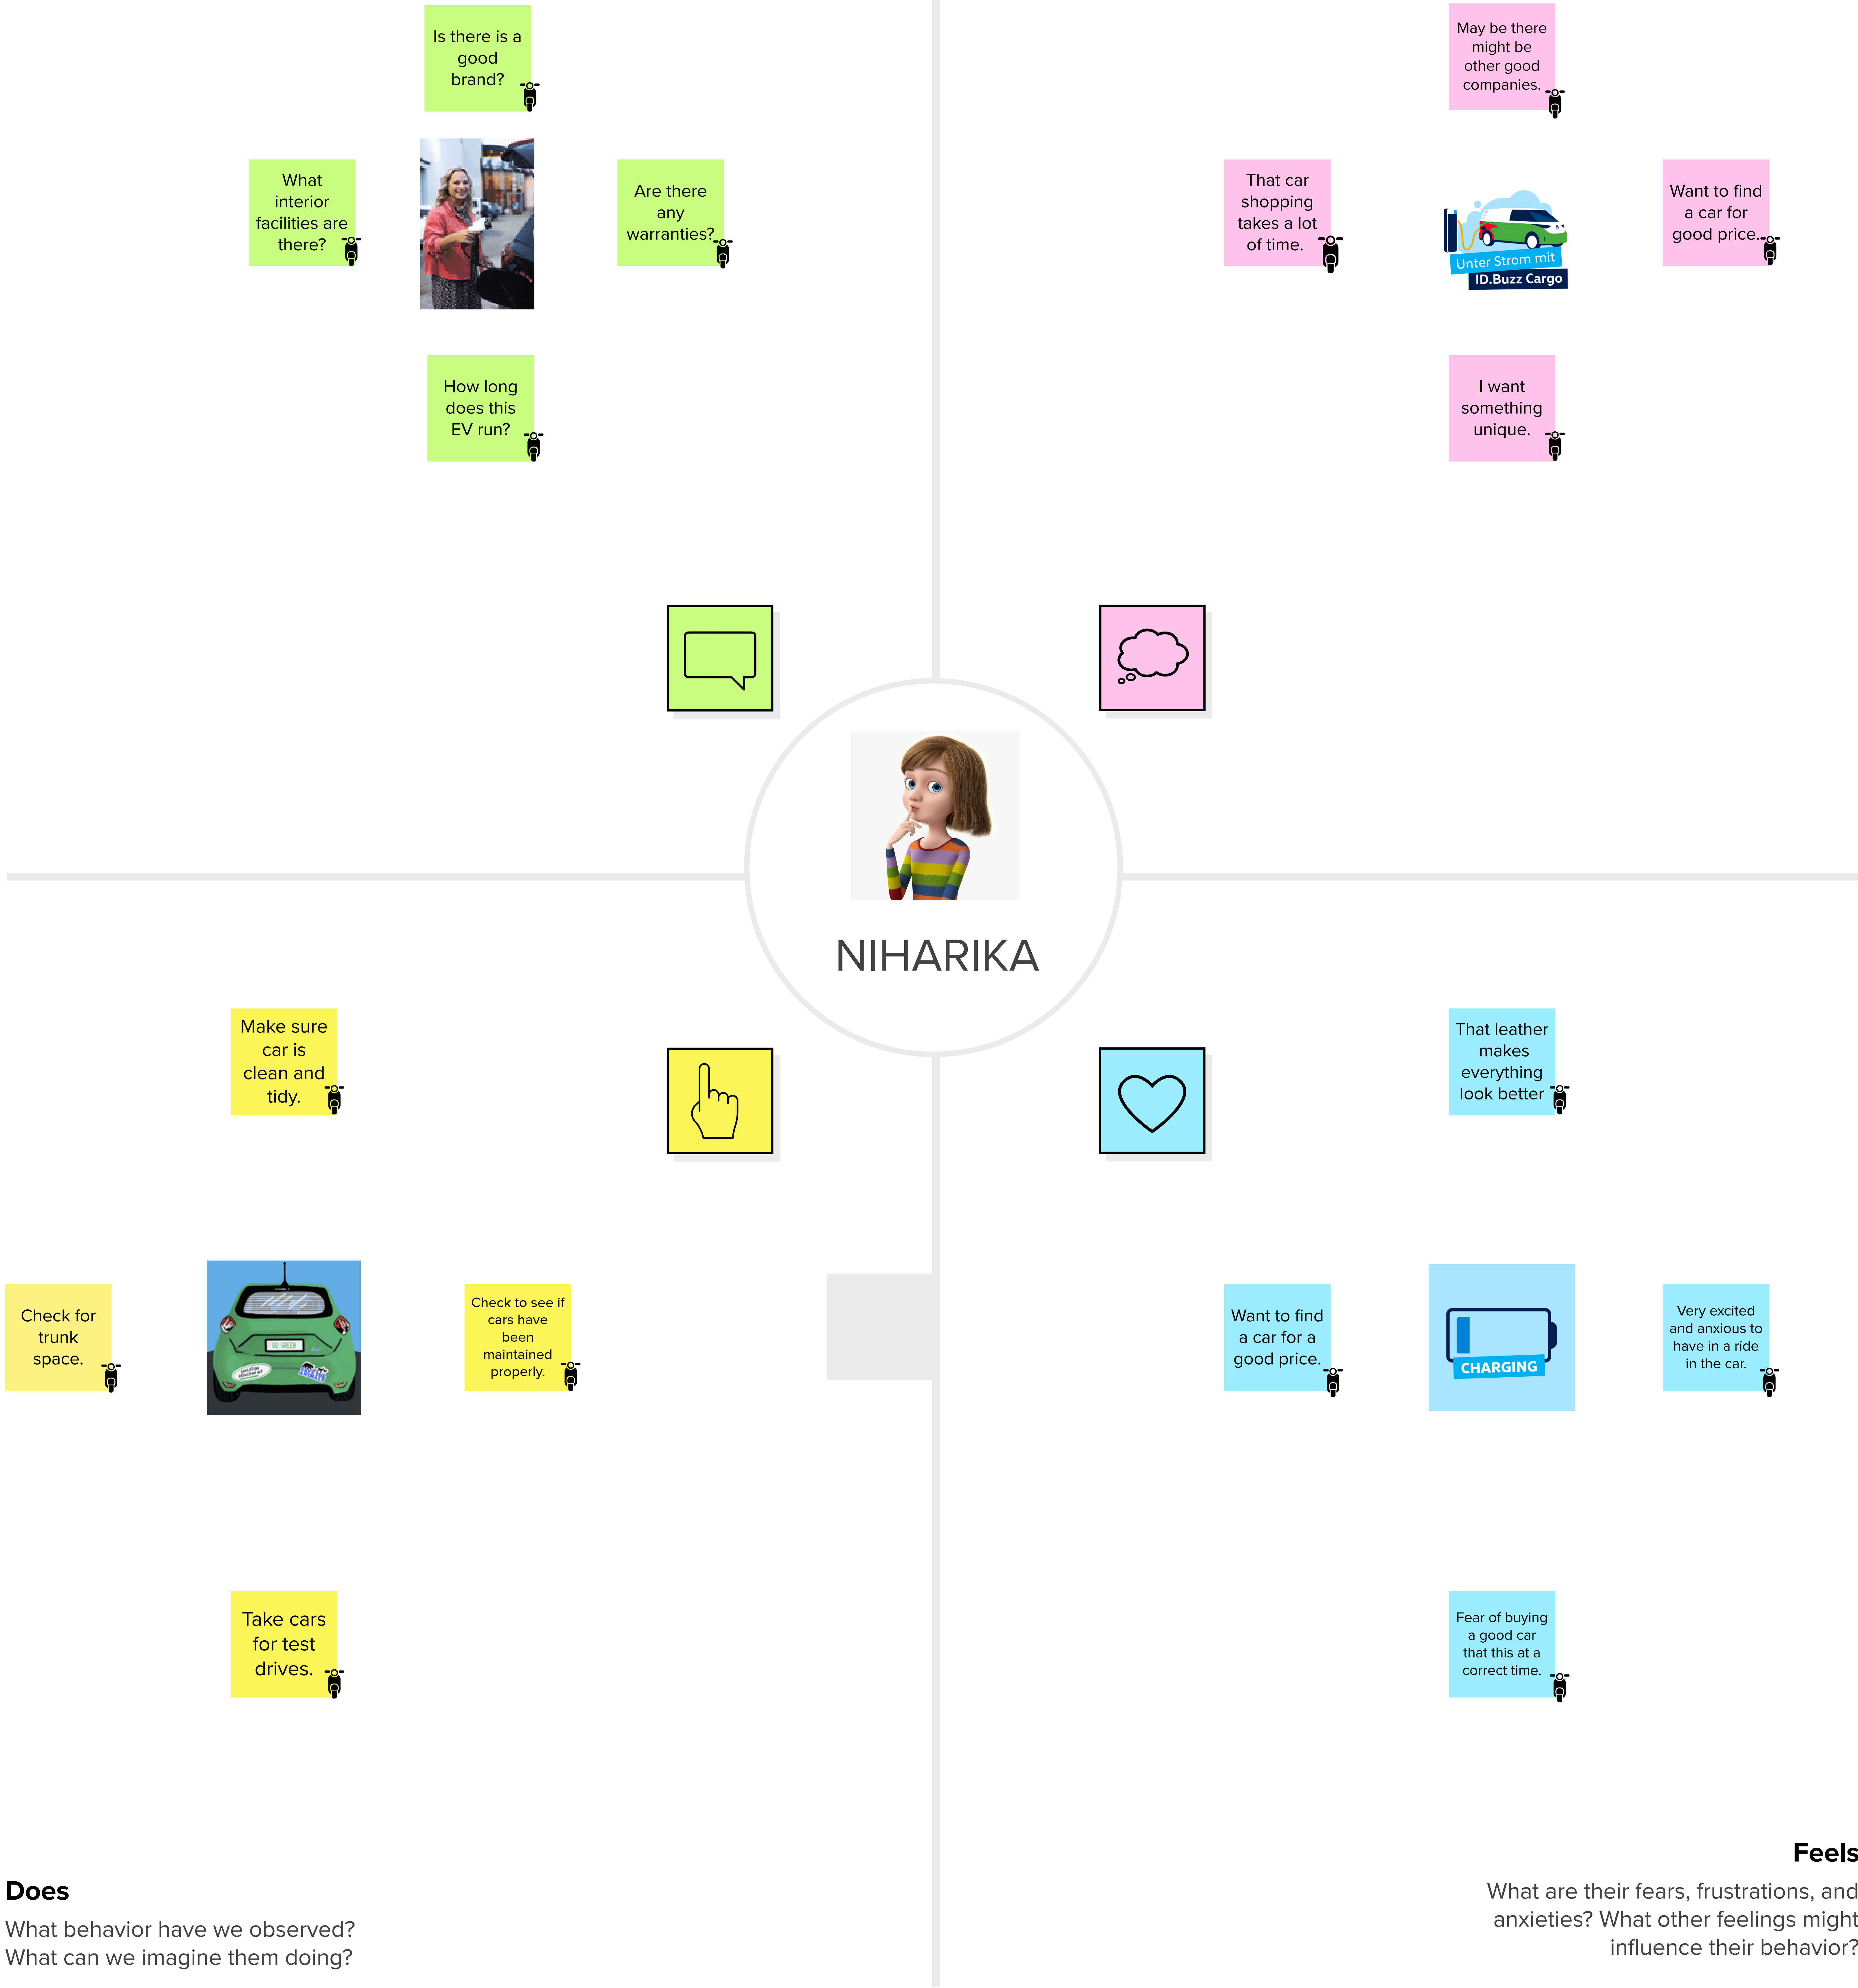 Is there is a
good
brand?
What
interior
facilities are
there?
Are there
any
warranties?
How long
does this
EV run?
May be there
might be
other good
companies.
That car
shopping
takes a lot
of time.
Unter Strom mit
ID.Buzz Cargo
Want to find
a car for
good price.
I want
something
unique.
NIHARIKA
Make sure
car is
clean and
tidy.
Check for
trunk
space.
GO GREEN
Check to see if
cars have
been
maintained
properly.
Take cars
for test
drives.
That leather
makes
everything
look better
Want to find
a car for a
good price.
CHARGING
Very excited
and anxious to
have in a ride
in the car.
Fear of buying
a good car
that this at a
correct time.
Does
What behavior have we observed?
What can we imagine them doing?
Feels
What are their fears, frustrations, and
anxieties? What other feelings might
influence their behavior?